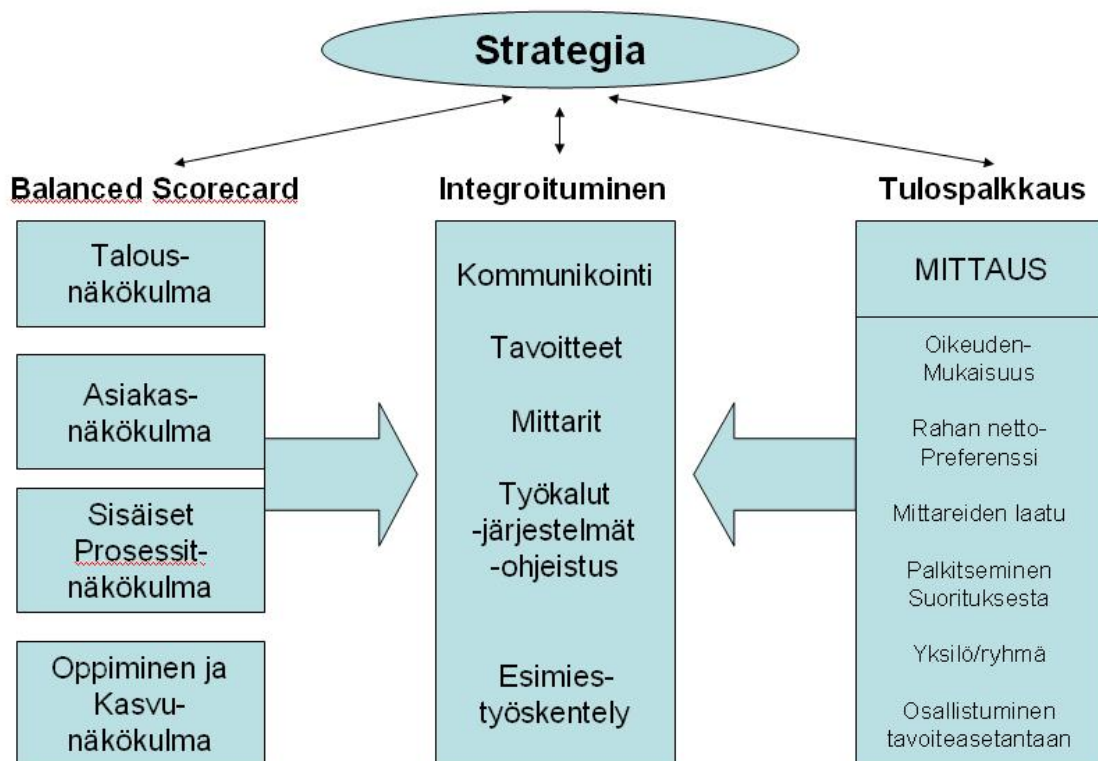 Strategia
Balanced Scorecard
Talous-
näkökulma
Asiakas-
näkökulma
Sisäiset
Prosessit-
näkökulma
Oppiminen ja
Kasvu-
näkökulma
Integroituminen
Kommunikointi
Tavoitteet
Mittarit
Työkalut
-järjestelmät
-ohjeistus
Esimies-
työskentely
Tulospalkkaus
MITTAUS
Oikeuden-
Mukaisuus
Rahan netto-
Preferenssi
Mittareiden laatu
Palkitseminen
Suorituksesta
Yksilö/ryhmä
Osallistuminen
tavoiteasetantaan